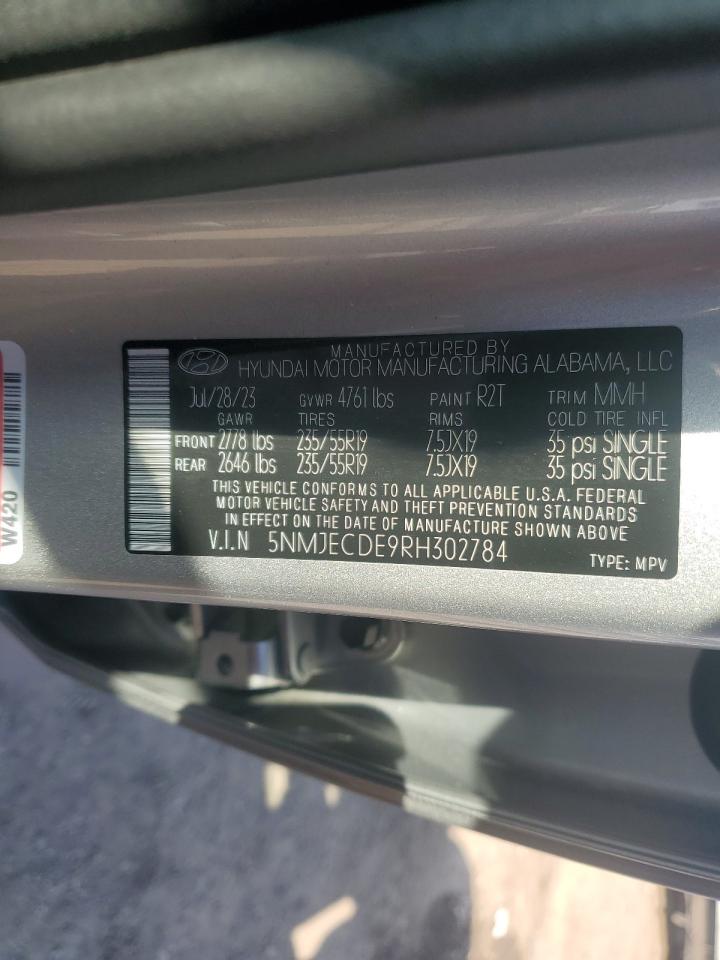 MANUFACTURED BY
HYUNDAI MOTOR MANUFACTURING ALABAMA, LLC
Jul/28/23 GVWR 4761 lbs PAINT R2T TRIM MMH
GAWR TIRES RIMS COLD TIRE INFL
FRONT 2778 lbs 235/55R19 7.5JX19 35 psi SINGLE
REAR 2646 lbs 235/55R19 7.5JX19 35 psi SINGLE
THIS VEHICLE CONFORMS TO ALL APPLICABLE U.S.A. FEDERAL
MOTOR VEHICLE SAFETY AND THEFT PREVENTION STANDARDS
IN EFFECT ON THE DATE OF MANUFACTURE SHOWN ABOVE
V.I.N 5NMJECDE9RH302784
TYPE: MPV
W420